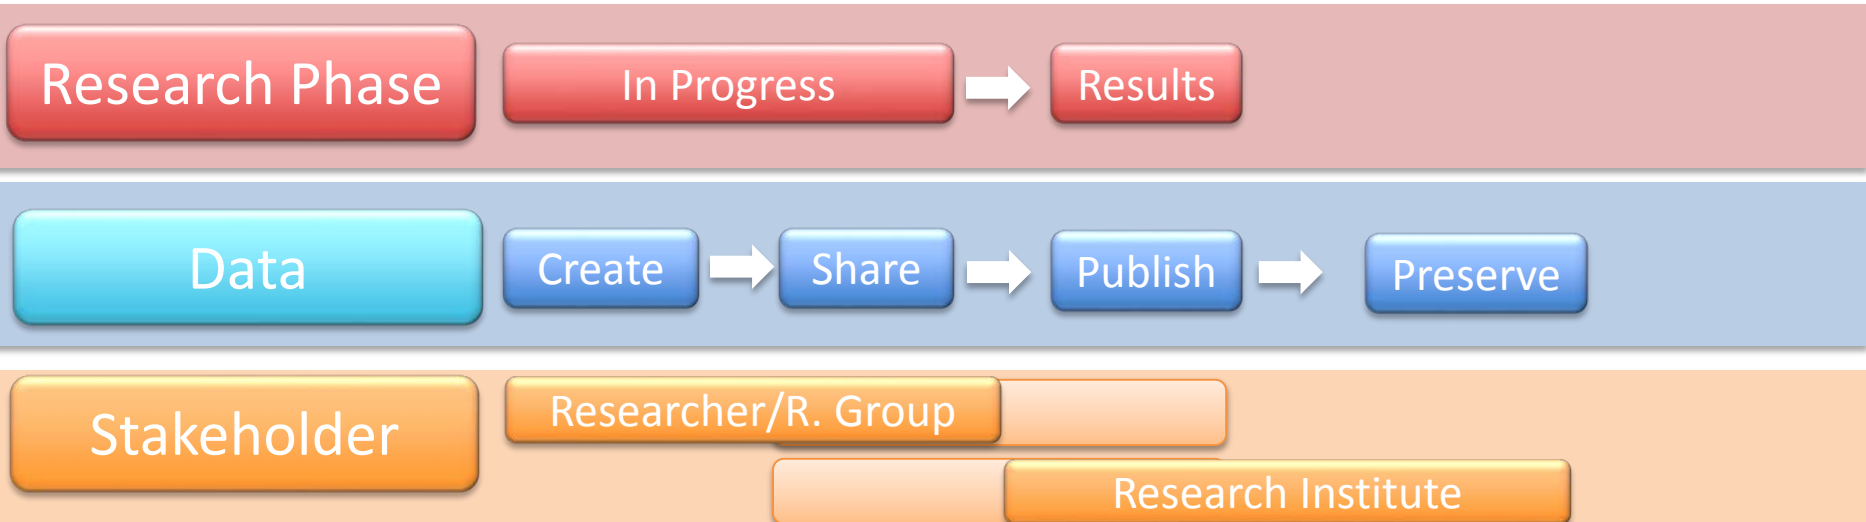 Research Phase
In Progress
Results
Data
Create
Share
Publish
Preserve
Stakeholder
Researcher/R. Group
Research Institute